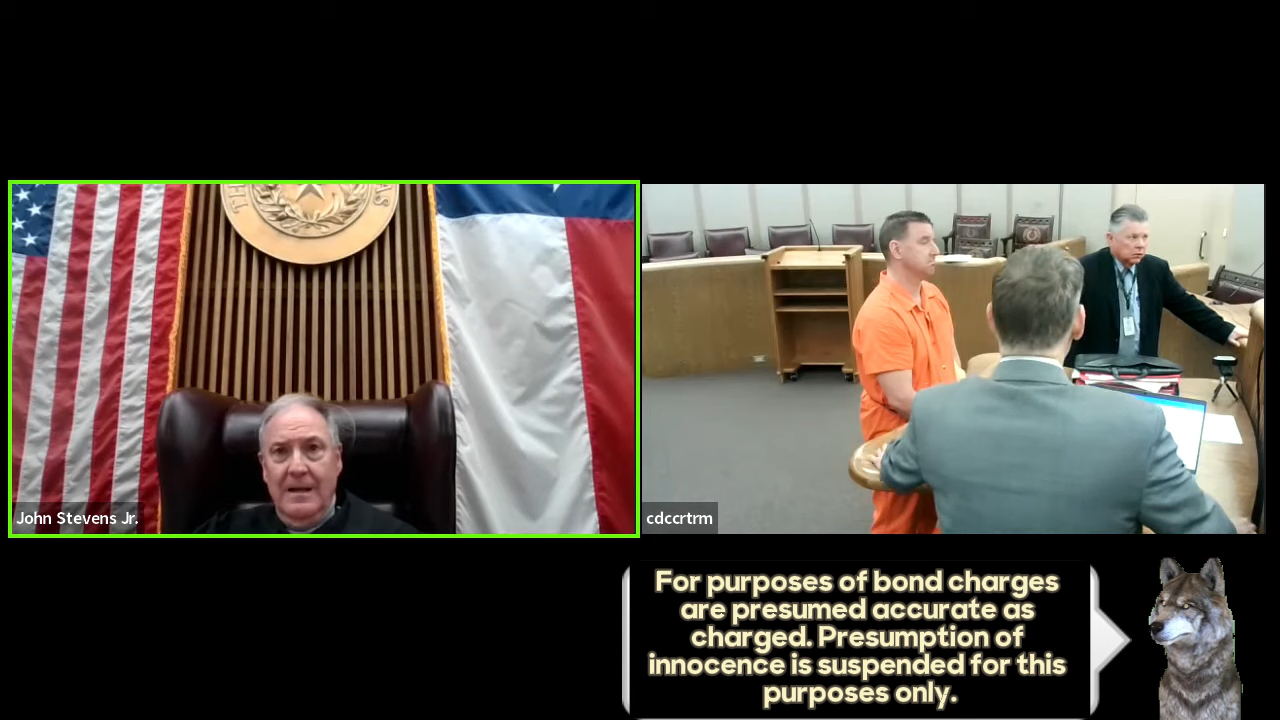 John Stevens Jr.
cdccrtrm
For purposes of bond charges
are presumed accurate as
charged. Presumption of
innocence is suspended for this
purposes only.